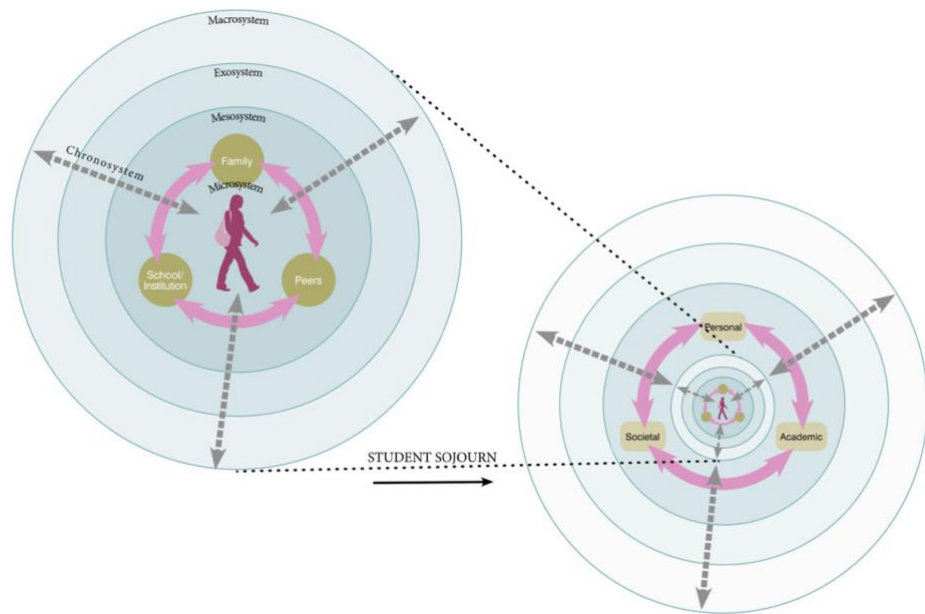 Macrosystem
Exosystem
Mesosystem
Chronosystem
Family
Microsystem
School/
Institution
Peers
Personal
Societal
Academic
STUDENT SOJOURN